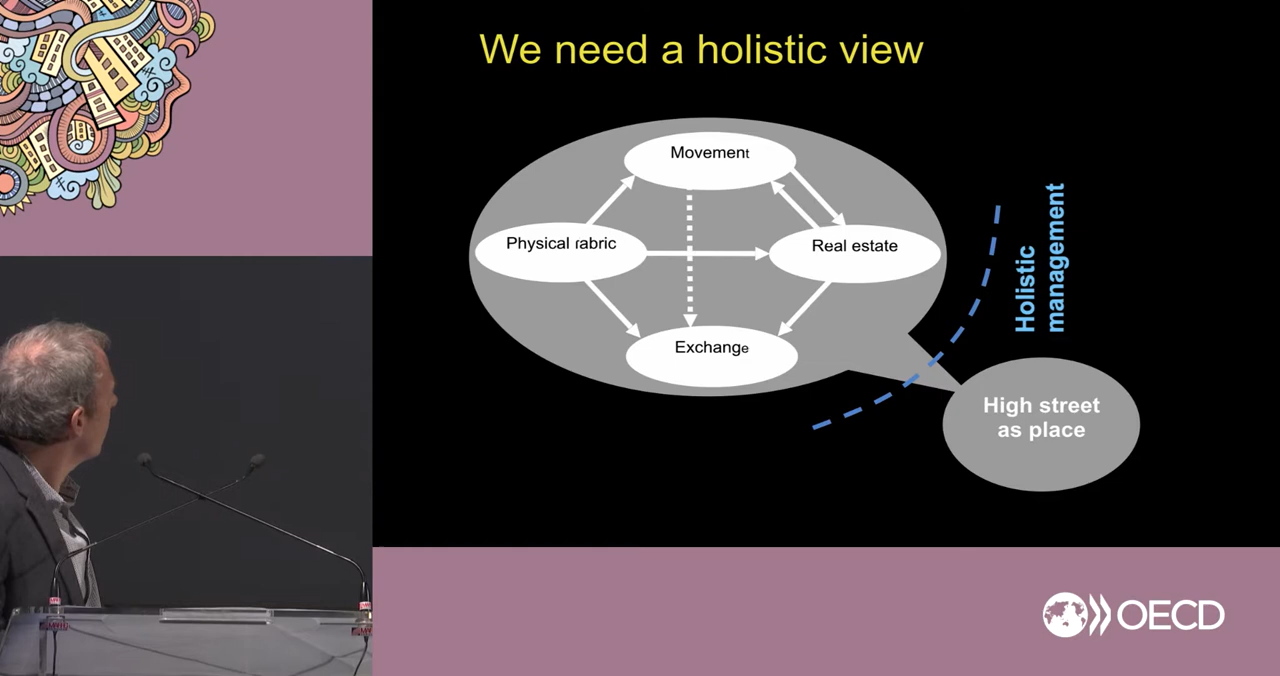 We need a holistic view
Movement
Physical fabric
Real estate
Exchange
Holistic
management
High street
as place
OECD